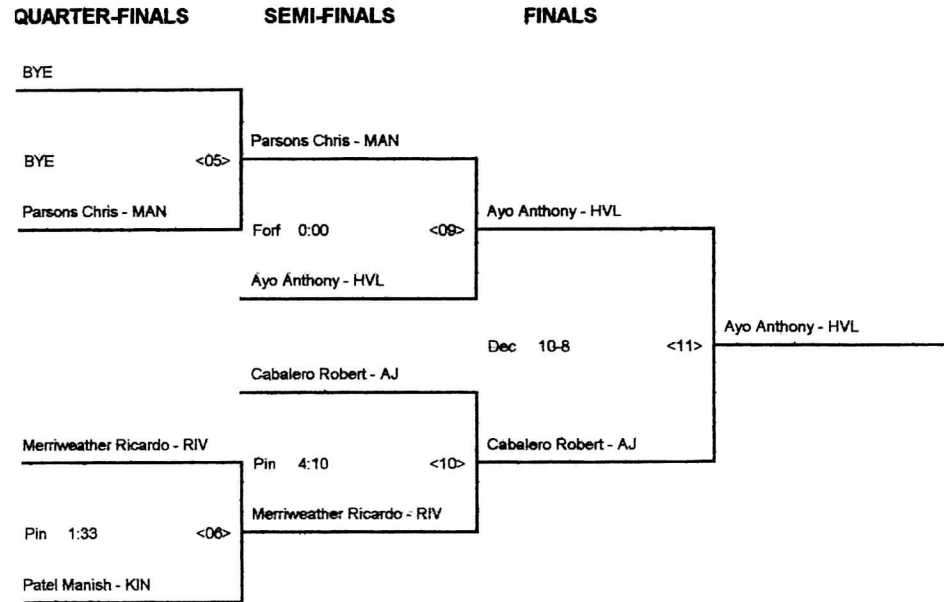 QUARTER-FINALS SEMI-FINALS FINALS
BYE
BYE <05>
Parsons Chris - MAN
Merriweather Ricardo - RIV
Pin 1:33 <06>
Patel Manish - KIN
Parsons Chris - MAN
Forf 0:00 <09>
Ayo Anthony - HVL
Cabalero Robert - AJ
Pin 4:10 <10>
Merriweather Ricardo - RIV
Ayo Anthony - HVL
Dec 10-8 <11>
Cabalero Robert - AJ
Ayo Anthony - HVL